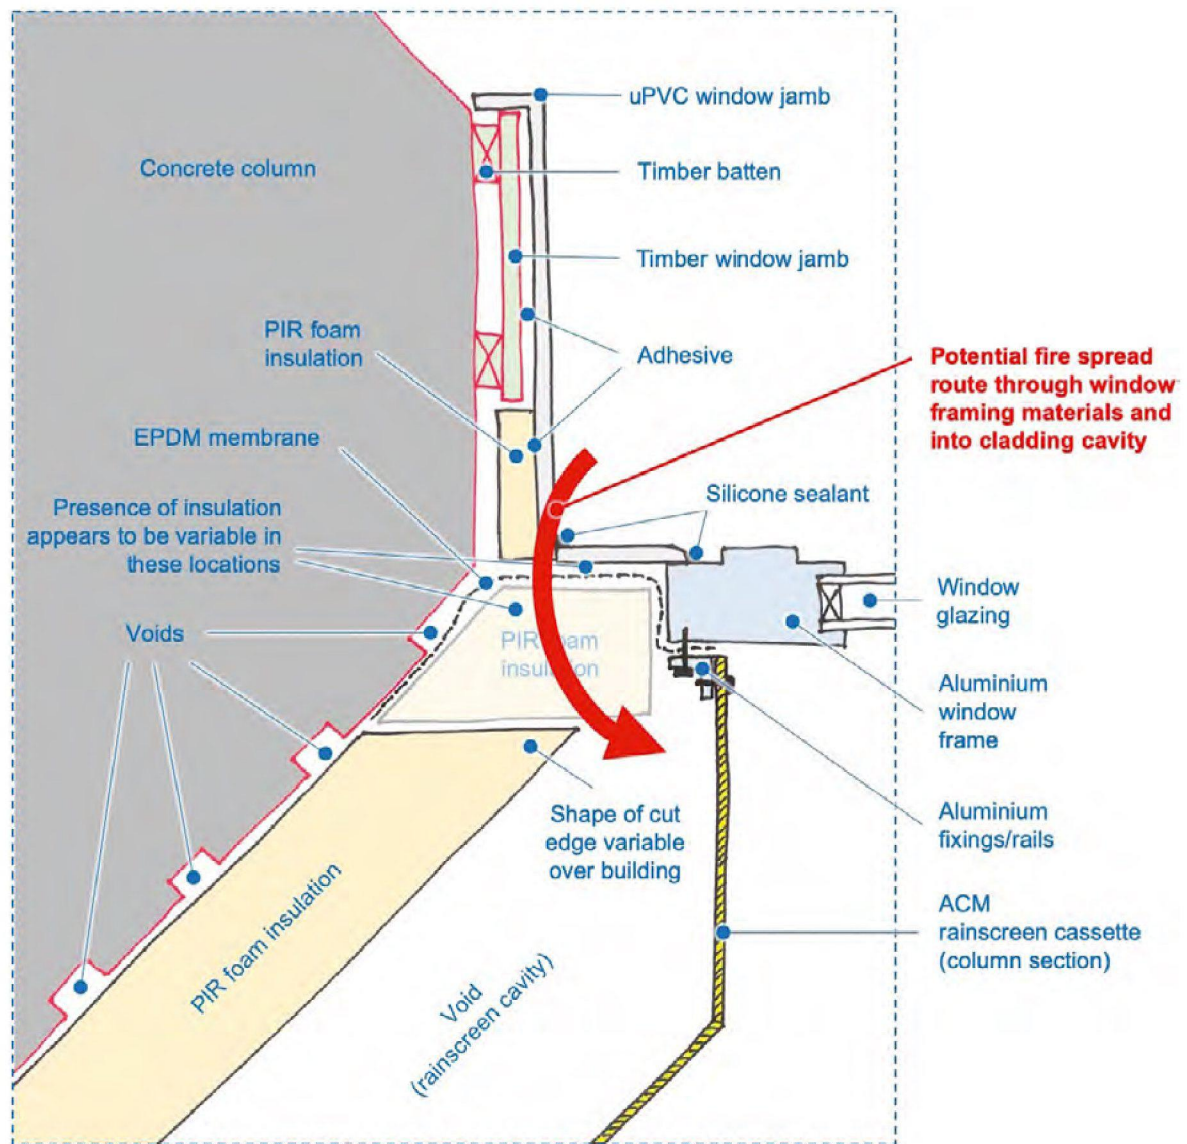 uPVC window jamb
Concrete column
Timber batten
Timber window jamb
PIR foam
insulation
Adhesive
Potential fire spread
route through window
framing materials and
into cladding cavity
EPDM membrane
Silicone sealant
Presence of insulation
appears to be variable in
these locations
Window
glazing
Voids
PIR foam
insulation
Aluminium
window
frame
Shape of cut
edge variable
over building
Aluminium
fixings/rails
PIR foam insulation
ACM
rainscreen cassette
(column section)
Void
(rainscreen cavity)